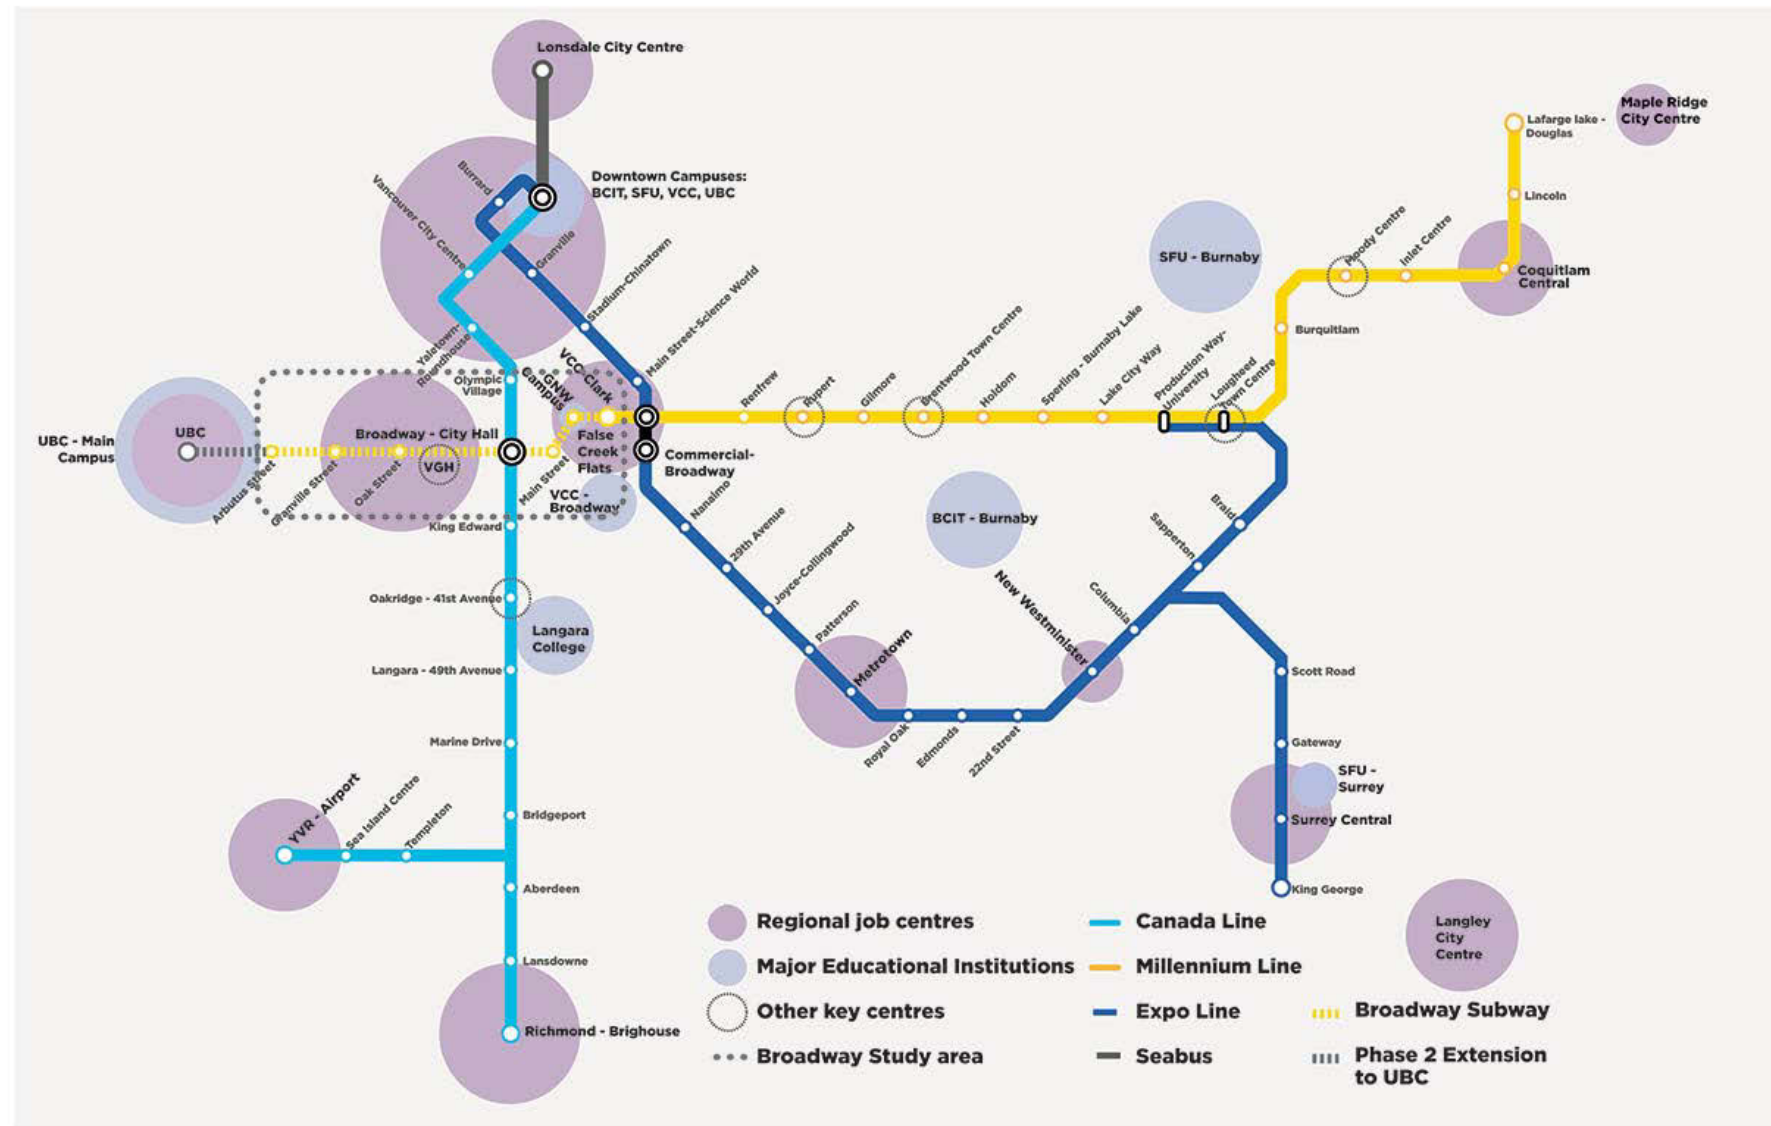 Lonsdale City Centre
Downtown Campuses:
BCIT, SFU, VCC, UBC
Burrard
Vancouver City Centre
Granville
Stadium-Chinatown
Main Street-Science World
Yaletown-
Roundhouse
Olympic
Village
VCC-Clark
GNW
Campus
False
Creek
Flats
VCC -
Broadway
Commercial-
Broadway
UBC - Main
Campus
UBC
Arbutus Street
Granville Street
Oak Street
VGH
Broadway - City Hall
Main Street
King Edward
Oakridge - 41st Avenue
Langara
College
Langara - 49th Avenue
Marine Drive
Bridgeport
YVR - Airport
Sea Island Centre
Templeton
Aberdeen
Lansdowne
Richmond - Brighouse
Renfrew
Rupert
Gilmore
Brentwood Town Centre
Holdom
Sperling - Burnaby Lake
Lake City Way
Production Way-
University
Lougheed
Town Centre
Burquitlam
Moody Centre
Inlet Centre
Coquitlam
Central
Lincoln
Lafarge lake -
Douglas
Maple Ridge
City Centre
SFU - Burnaby
BCIT - Burnaby
Nanaimo
29th Avenue
Joyce-Collingwood
Patterson
Metrotown
Royal Oak
Edmonds
22nd Street
New Westminister
Columbia
Sapperton
Braid
Scott Road
Gateway
SFU -
Surrey
Surrey Central
King George
Langley
City
Centre
Regional job centres
Major Educational Institutions
Other key centres
Broadway Study area
Canada Line
Millennium Line
Expo Line
Seabus
Broadway Subway
Phase 2 Extension
to UBC